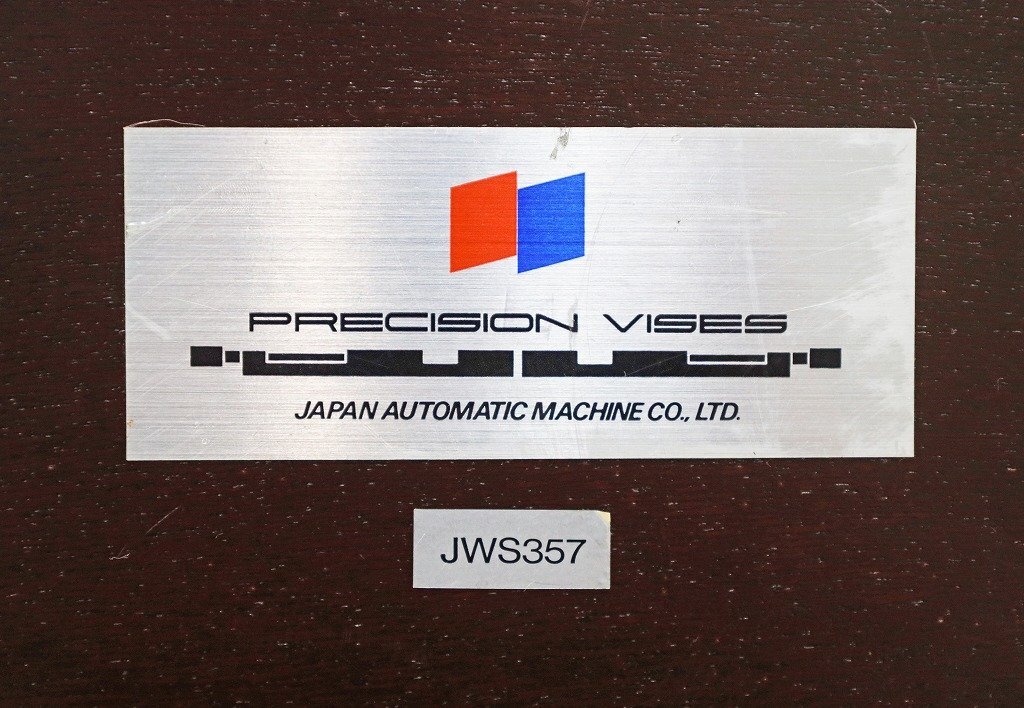 PRECISION VISES
JAPAN AUTOMATIC MACHINE CO., LTD.
JWS357